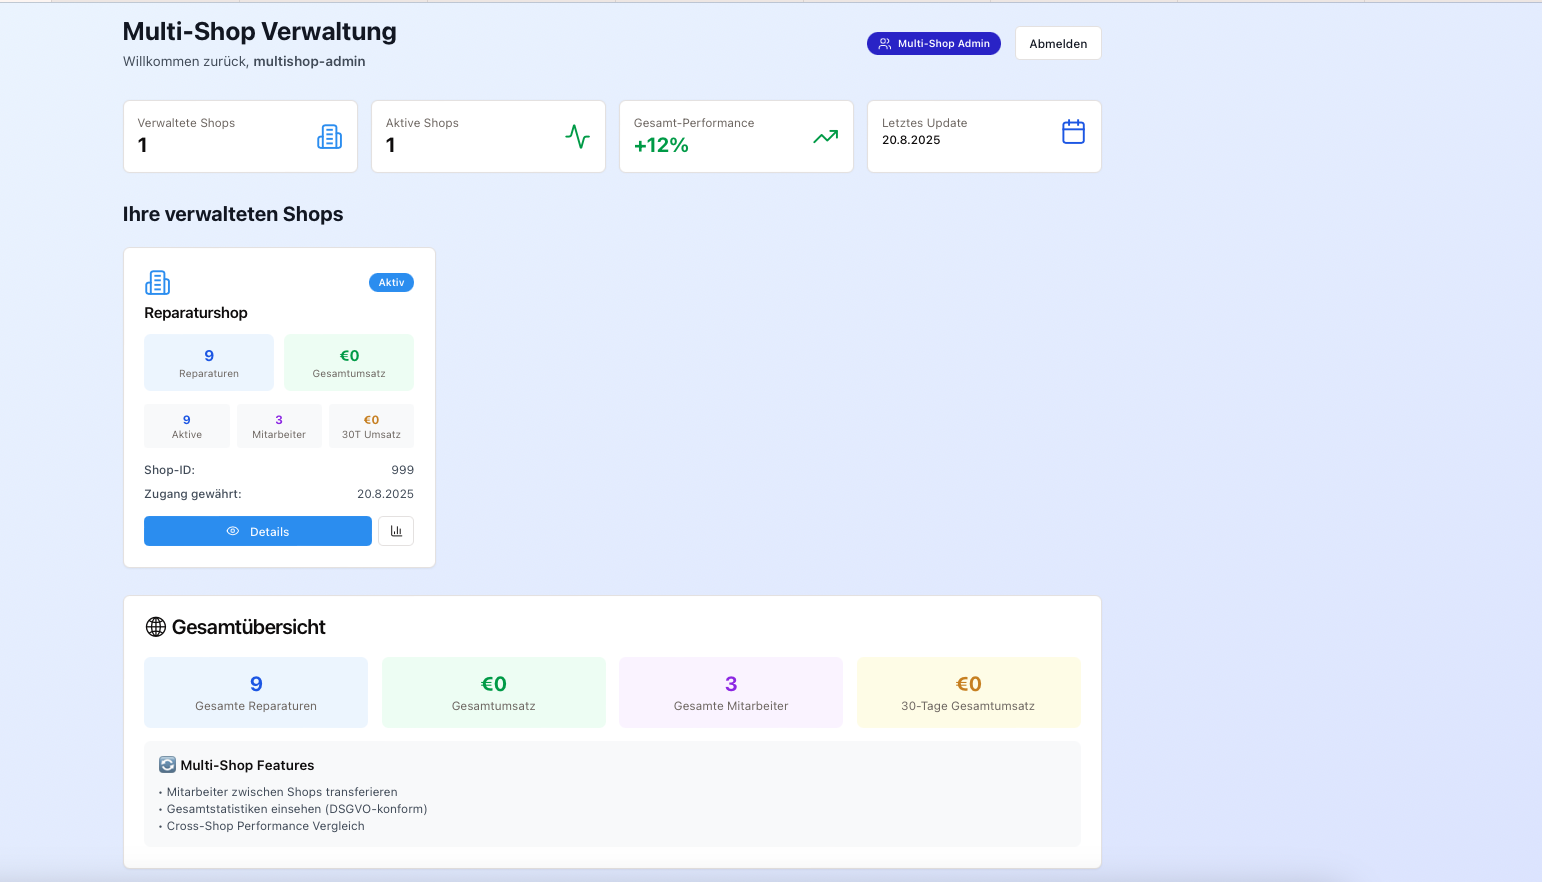 Multi-Shop Verwaltung
Willkommen zurück, multishop-admin
Multi-Shop Admin
Abmelden
Verwaltete Shops
1
Aktive Shops
1
Gesamt-Performance
+12%
Letztes Update
20.8.2025
Ihre verwalteten Shops
Aktiv
Reparaturshop
9
Reparaturen
€0
Gesamtumsatz
9
Aktive
3
Mitarbeiter
€0
30T Umsatz
Shop-ID: 999
Zugang gewährt: 20.8.2025
Details
Gesamtübersicht
9
Gesamte Reparaturen
€0
Gesamtumsatz
3
Gesamte Mitarbeiter
€0
30-Tage Gesamtumsatz
Multi-Shop Features
• Mitarbeiter zwischen Shops transferieren
• Gesamtstatistiken einsehen (DSGVO-konform)
• Cross-Shop Performance Vergleich